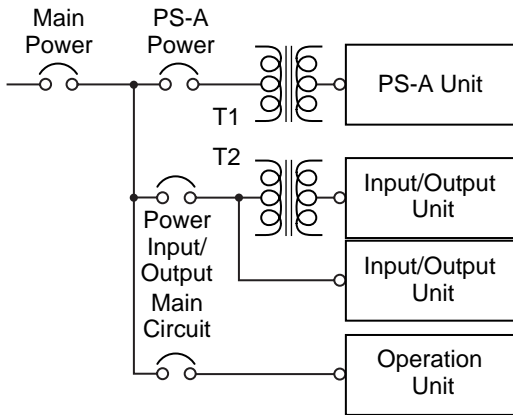 Main
Power
PS-A
Power
PS-A Unit
T1
T2
Input/Output
Unit
Power
Input/
Output
Input/Output
Unit
Main
Circuit
Operation
Unit